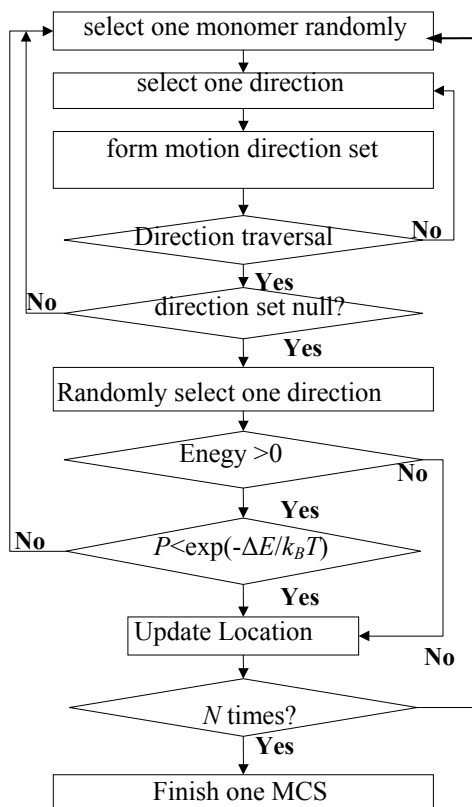 select one monomer randomly
select one direction
form motion direction set
Direction traversal
No
Yes
No
direction set null?
Yes
Randomly select one direction
Enegy >0
No
Yes
No
P<exp(-ΔE/k_BT)
Yes
Update Location
No
N times?
Yes
Finish one MCS